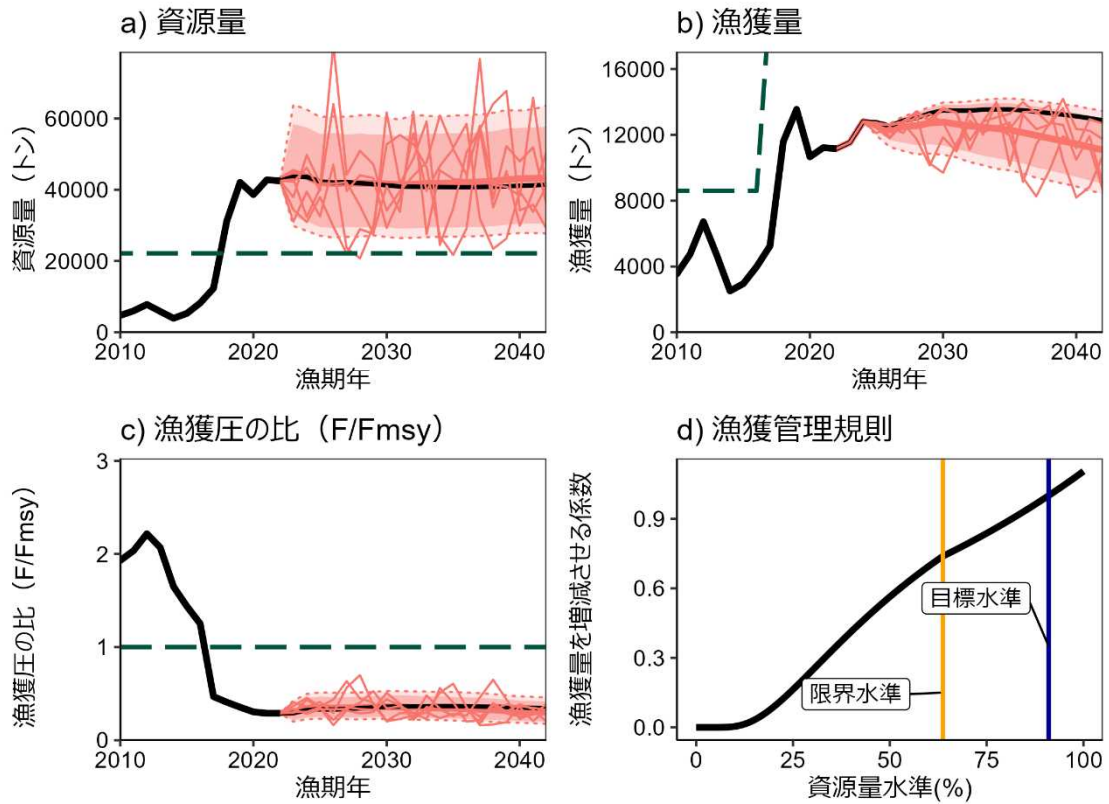 a) 資源量
資源量（トン）
60000
40000
20000
0
2010
2020
2030
2040
漁期年
b) 漁獲量
漁獲量（トン）
16000
12000
8000
4000
0
2010
2020
2030
2040
漁期年
c) 漁獲圧の比（F/Fmsy）
漁獲圧の比（F/Fmsy）
3
2
1
0
2010
2020
2030
2040
漁期年
d) 漁獲管理規則
漁獲量を増減させる係数
0.9
0.6
0.3
0.0
目標水準
限界水準
0
25
50
75
100
資源量水準(%)